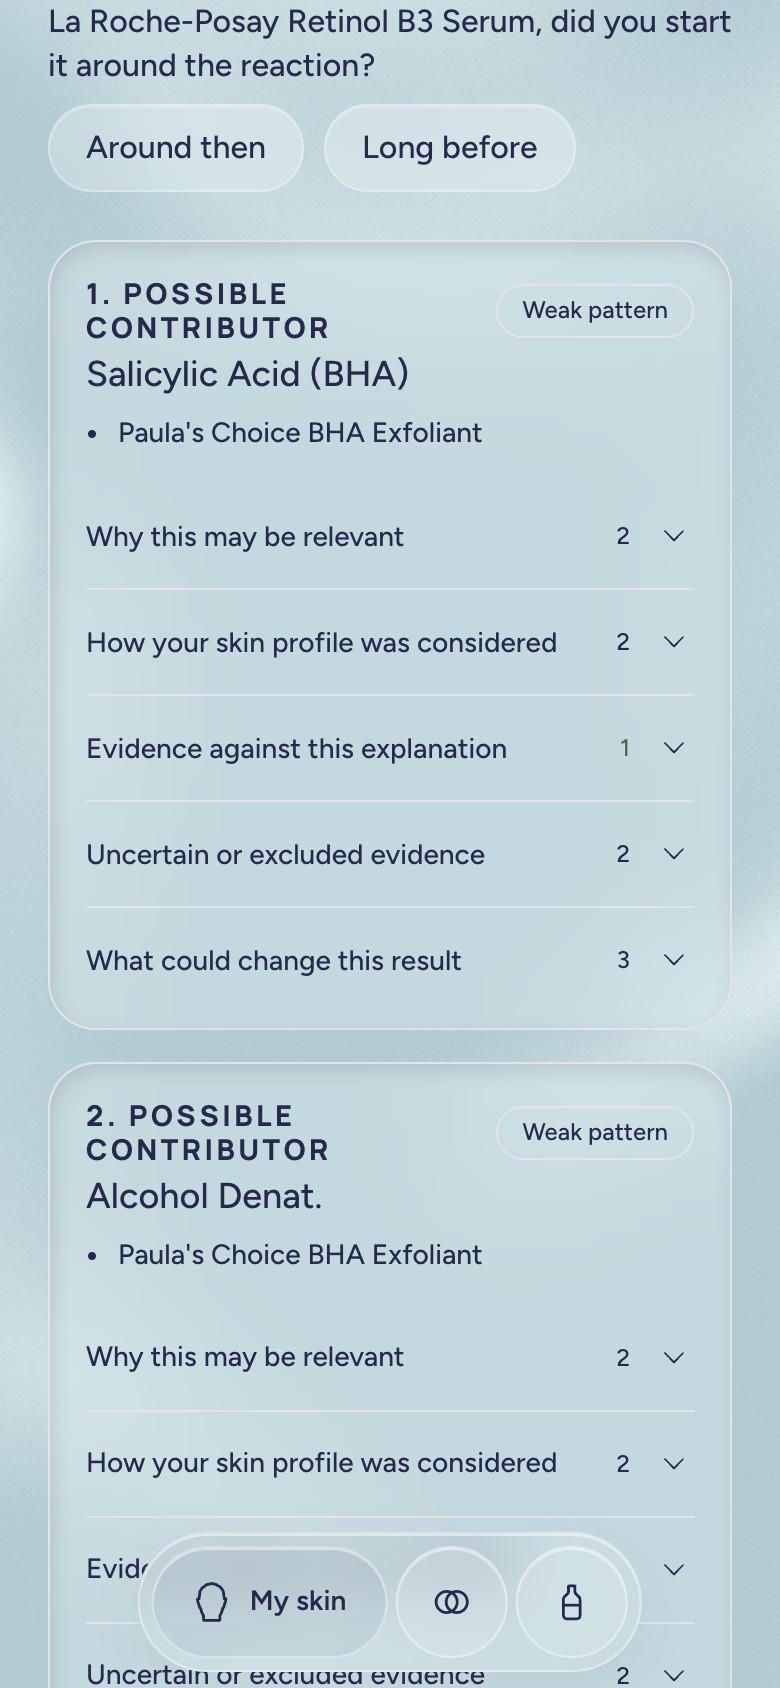 La Roche-Posay Retinol B3 Serum, did you start
it around the reaction?
Around then
Long before
1. POSSIBLE
CONTRIBUTOR
Weak pattern
Salicylic Acid (BHA)
• Paula's Choice BHA Exfoliant
Why this may be relevant 2
How your skin profile was considered 2
Evidence against this explanation 1
Uncertain or excluded evidence 2
What could change this result 3
2. POSSIBLE
CONTRIBUTOR
Weak pattern
Alcohol Denat.
• Paula's Choice BHA Exfoliant
Why this may be relevant 2
How your skin profile was considered 2
My skin
Uncertain or excluded evidence 2